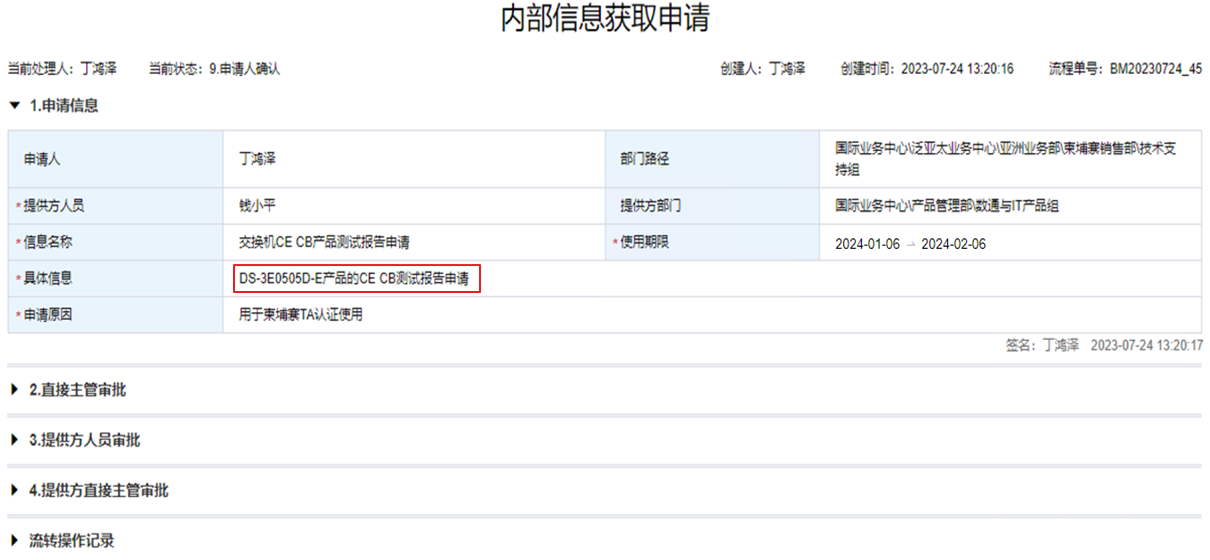 内部信息获取申请
当前处理人：丁鸿泽 当前状态：9.申请人确认 创建人：丁鸿泽 创建时间：2023-07-24 13:20:16 流程单号：BM20230724_45
1.申请信息
申请人 丁鸿泽 部门路径 国际业务中心\泛亚太业务中心\亚洲业务部\柬埔寨销售部\技术支
持组
*提供方人员 钱小平 提供方部门 国际业务中心\产品管理部\数通与IT产品组
*信息名称 交换机CE CB产品测试报告申请 *使用期限 2024-01-06 → 2024-02-06
*具体信息 DS-3E0505D-E产品的CE CB测试报告申请
*申请原因 用于柬埔寨TA认证使用
签名：丁鸿泽 2023-07-24 13:20:17
2.直接主管审批
3.提供方人员审批
4.提供方直接主管审批
流转操作记录